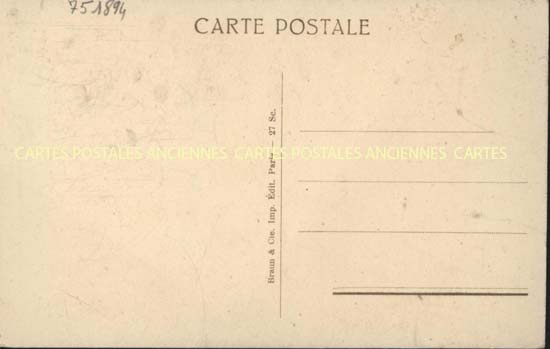 751894
CARTE POSTALE
CARTES POSTALES ANCIENNES CARTES POSTALES ANCIENNES CARTES
Braun & Cie. Imp. Édit. Paris — 27 Sc.